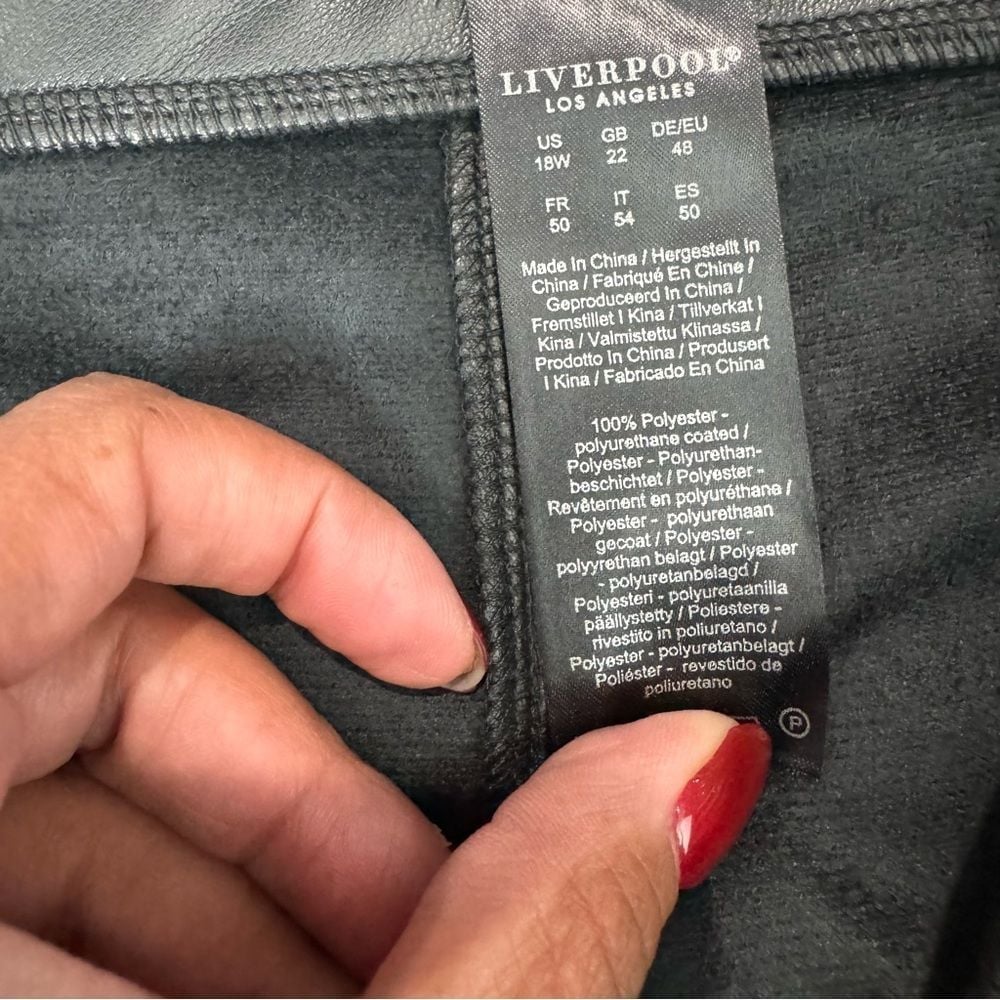 LIVERPOOL®
LOS ANGELES
US GB DE/EU
18W 22 48
FR IT ES
50 54 50
Made In China / Hergestellt In
China / Fabriqué En Chine /
Geproduceerd In China /
Fremstillet I Kina / Tillverkat I
Kina / Valmistettu Kiinassa /
Prodotto In China / Produsert
I Kina / Fabricado En China
100% Polyester -
polyurethane coated /
Polyester - Polyurethan-
beschichtet / Polyester -
Revêtement en polyuréthane /
Polyester - polyurethaan
gecoat / Polyester -
polyyrethan belagt / Polyester
- polyuretanbelagd /
Polyesteri - polyuretaanilla
päällystetty / Poliestere -
rivestito in poliuretano /
Polyester - polyuretanbelagt /
Poliéster - revestido de
poliuretano
P